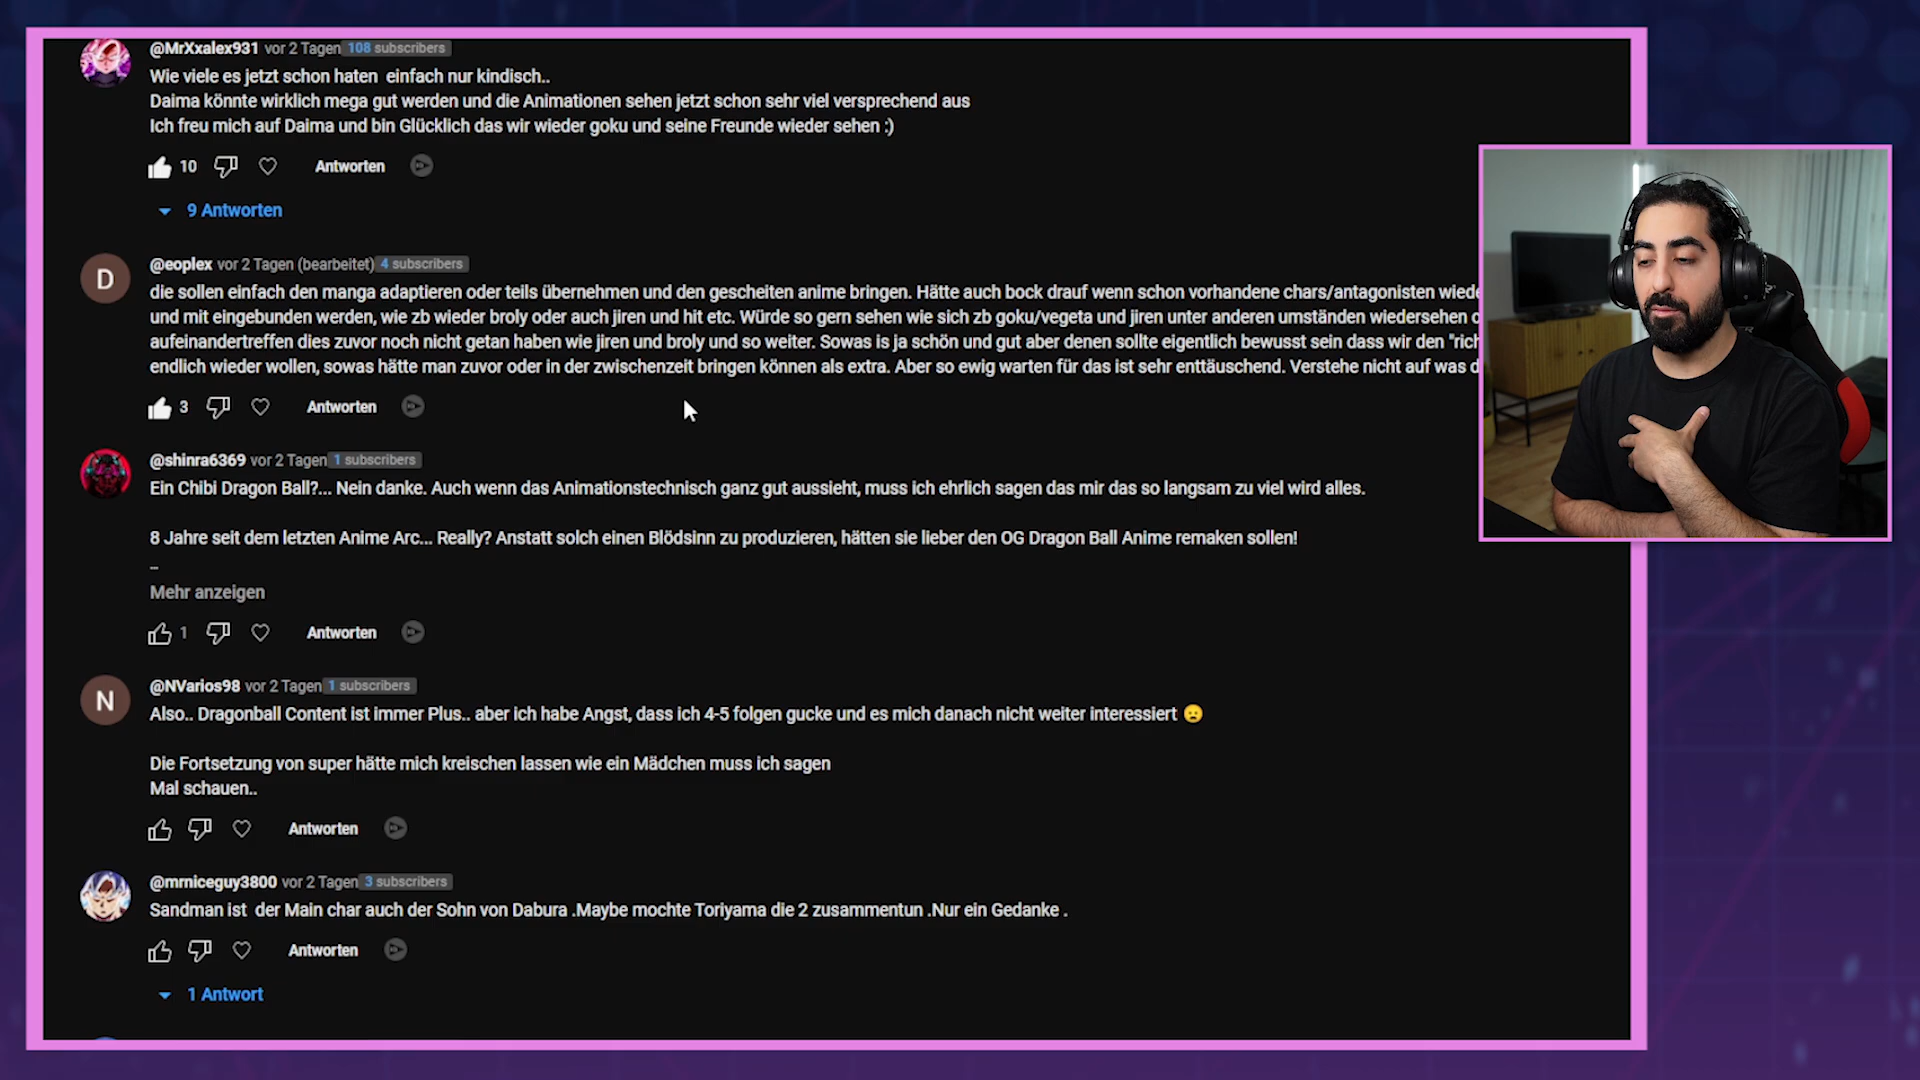 @MrXxalex931 vor 2 Tagen 108 subscribers
Wie viele es jetzt schon haten einfach nur kindisch..
Daima könnte wirklich mega gut werden und die Animationen sehen jetzt schon sehr viel versprechend aus
Ich freu mich auf Daima und bin Glücklich das wir wieder goku und seine Freunde wieder sehen :)
10 Antworten
9 Antworten
D
@eoplex vor 2 Tagen (bearbeitet) 4 subscribers
die sollen einfach den manga adaptieren oder teils übernehmen und den gescheiten anime bringen. Hätte auch bock drauf wenn schon vorhandene chars/antagonisten wiede
und mit eingebunden werden, wie zb wieder broly oder auch jiren und hit etc. Würde so gern sehen wie sich zb goku/vegeta und jiren unter anderen umständen wiedersehen
aufeinandertreffen dies zuvor noch nicht getan haben wie jiren und broly und so weiter. Sowas is ja schön und gut aber denen sollte eigentlich bewusst sein dass wir den "rich
endlich wieder wollen, sowas hätte man zuvor oder in der zwischenzeit bringen können als extra. Aber so ewig warten für das ist sehr enttäuschend. Verstehe nicht auf was d
3 Antworten
@shinra6369 vor 2 Tagen 1 subscribers
Ein Chibi Dragon Ball?... Nein danke. Auch wenn das Animationstechnisch ganz gut aussieht, muss ich ehrlich sagen das mir das so langsam zu viel wird alles.
8 Jahre seit dem letzten Anime Arc... Really? Anstatt solch einen Blödsinn zu produzieren, hätten sie lieber den OG Dragon Ball Anime remaken sollen!
..
Mehr anzeigen
1 Antworten
N
@NVarios98 vor 2 Tagen 1 subscribers
Also.. Dragonball Content ist immer Plus.. aber ich habe Angst, dass ich 4-5 folgen gucke und es mich danach nicht weiter interessiert 😦
Die Fortsetzung von super hätte mich kreischen lassen wie ein Mädchen muss ich sagen
Mal schauen..
Antworten
@mrniceguy3800 vor 2 Tagen 3 subscribers
Sandman ist der Main char auch der Sohn von Dabura .Maybe mochte Toriyama die 2 zusammentun .Nur ein Gedanke .
Antworten
1 Antwort